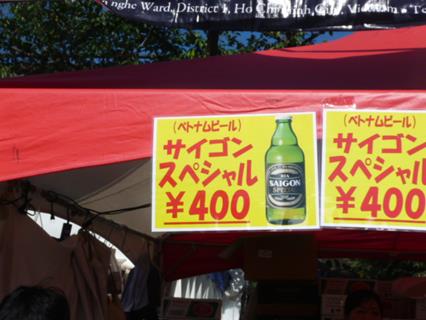 nghe Ward, District 1, Ho Chi Minh City, Vietnam
(ベトナムビール)
サイゴン
スペシャル
¥400
BIA
SAIGON
SPECIAL
(ベトナムビール)
サイゴン
スペシャル
¥400